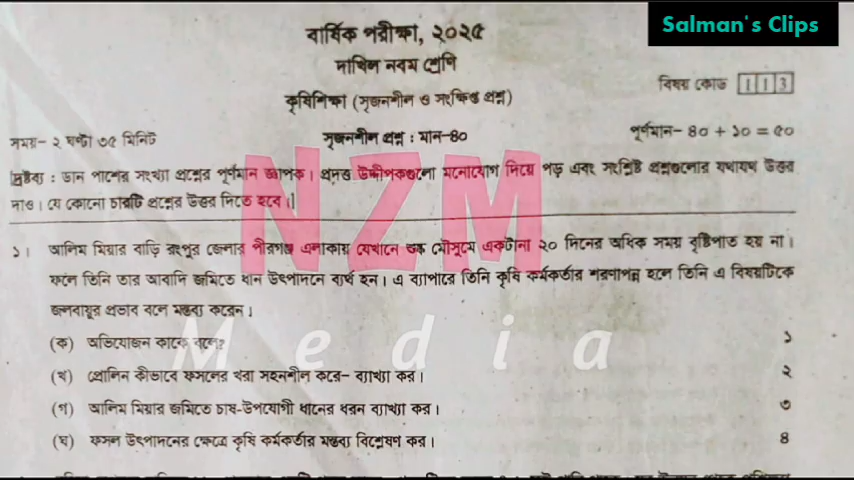 Salman's Clips
বার্ষিক পরীক্ষা, ২০২৫
দাখিল নবম শ্রেণি
কৃষিশিক্ষা (সৃজনশীল ও সংক্ষিপ্ত প্রশ্ন)
বিষয় কোড 1 1 3
সময়- ২ ঘণ্টা ৩৫ মিনিট
সৃজনশীল প্রশ্ন : মান-৪০
পূর্ণমান- ৪০ + ১০ = ৫০
দ্রষ্টব্য : ডান পাশের সংখ্যা প্রশ্নের পূর্ণমান জ্ঞাপক। প্রদত্ত উদ্দীপকগুলো মনোযোগ দিয়ে পড় এবং সংশ্লিষ্ট প্রশ্নগুলোর যথাযথ উত্তর
দাও। যে কোনো চারটি প্রশ্নের উত্তর দিতে হবে।
১। আলিম মিয়ার বাড়ি রংপুর জেলার পীরগঞ্জ এলাকায় যেখানে শুষ্ক মৌসুমে একটানা ২০ দিনের অধিক সময় বৃষ্টিপাত হয় না।
ফলে তিনি তার আবাদি জমিতে ধান উৎপাদনে ব্যর্থ হন। এ ব্যাপারে তিনি কৃষি কর্মকর্তার শরণাপন্ন হলে তিনি এ বিষয়টিকে
জলবায়ুর প্রভাব বলে মন্তব্য করেন।
(ক) অভিযোজন কাকে বলে? ১
(খ) প্রোলিন কীভাবে ফসলের খরা সহনশীল করে- ব্যাখ্যা কর। ২
(গ) আলিম মিয়ার জমিতে চাষ-উপযোগী ধানের ধরন ব্যাখ্যা কর। ৩
(ঘ) ফসল উৎপাদনের ক্ষেত্রে কৃষি কর্মকর্তার মন্তব্য বিশ্লেষণ কর। ৪
NZM
Media